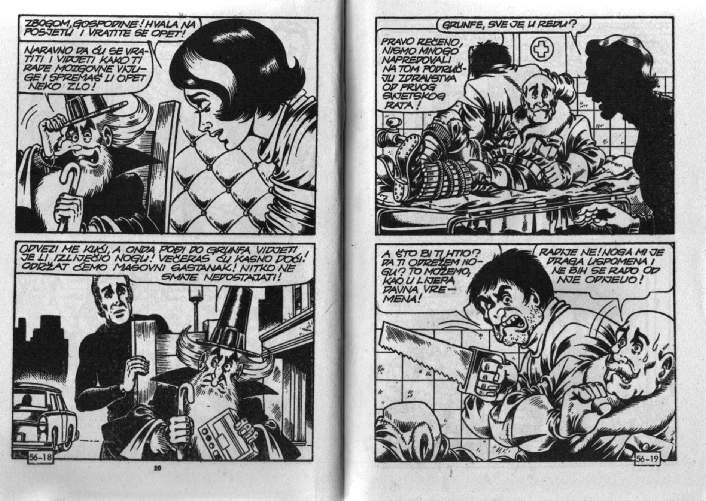 ZBOGOM, GOSPODINE! HVALA NA
POSJETU I VRATITE SE OPET!
NARAVNO DA ĆU SE VRA-
TITI I VIDJETI KAKO TI
RADE MOZGOVNE VIJU-
GE! SPREMAŠ LI OPET
NEKO ZLO!
ODVEZI ME KUĆI, A ONDA POĐI DO GRUNFA VIDJETI
JE LI IZLIJEČIO NOGU! VEČERAS ĆU KASNO DOĆI!
ODRŽAT ĆEMO MASOVNI SASTANAK! NITKO NE
SMIJE NEDOSTAJATI!
56-18
20
GRUNFE, SVE JE U REDU?
PRAVO REČENO,
NISMO MNOGO
NAPREDOVALI
NA TOM PODRUČ-
JU ZDRAVSTVA
OD PRVOG
SVJETSKOG
RATA!
A ŠTO BI TI HTIO?
DA TI ODREŽEM NO-
GU? TO MOŽEMO,
KAO U LIJEPA
DAVNA VRE-
MENA!
RADIJE NE! NOGA MI JE
DRAGA USPOMENA I
NE BIH SE RADO OD
NJE ODIJELIO!
56-19